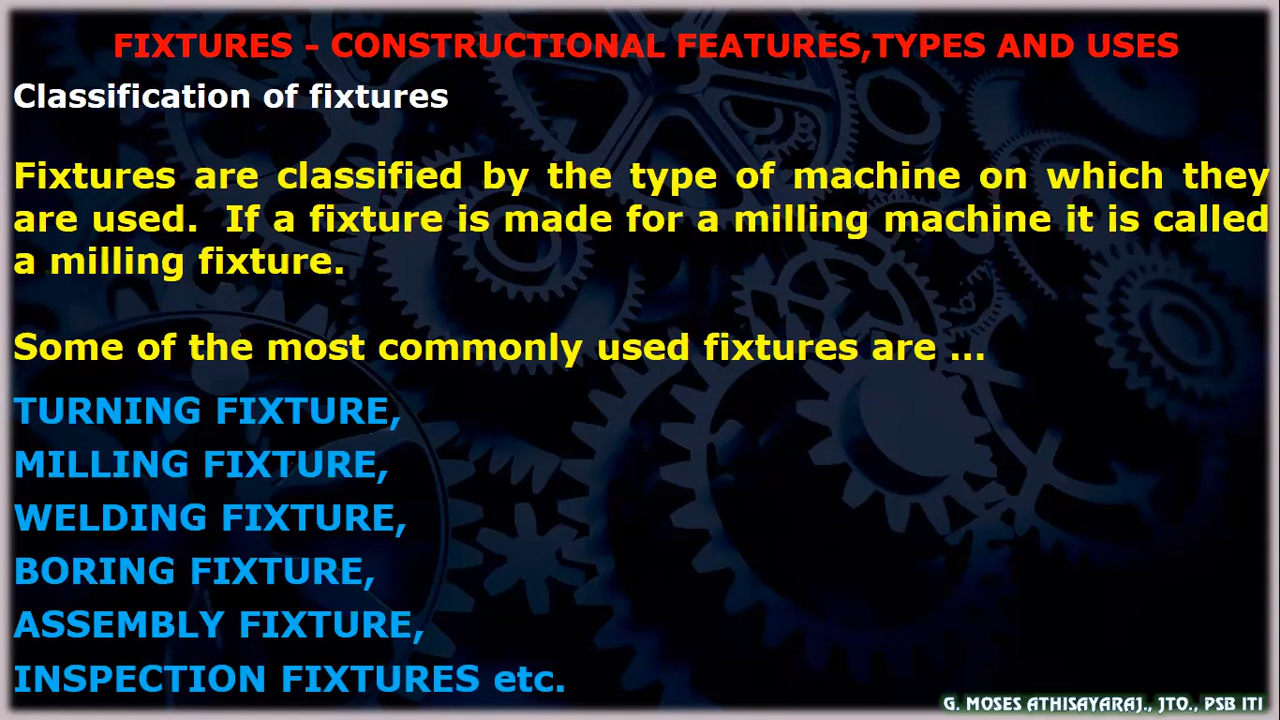 FIXTURES - CONSTRUCTIONAL FEATURES,TYPES AND USES
Classification of fixtures
Fixtures are classified by the type of machine on which they
are used. If a fixture is made for a milling machine it is called
a milling fixture.
Some of the most commonly used fixtures are ...
TURNING FIXTURE,
MILLING FIXTURE,
WELDING FIXTURE,
BORING FIXTURE,
ASSEMBLY FIXTURE,
INSPECTION FIXTURES etc.
G. MOSES ATHISAYARAJ., JTO., PSB ITI